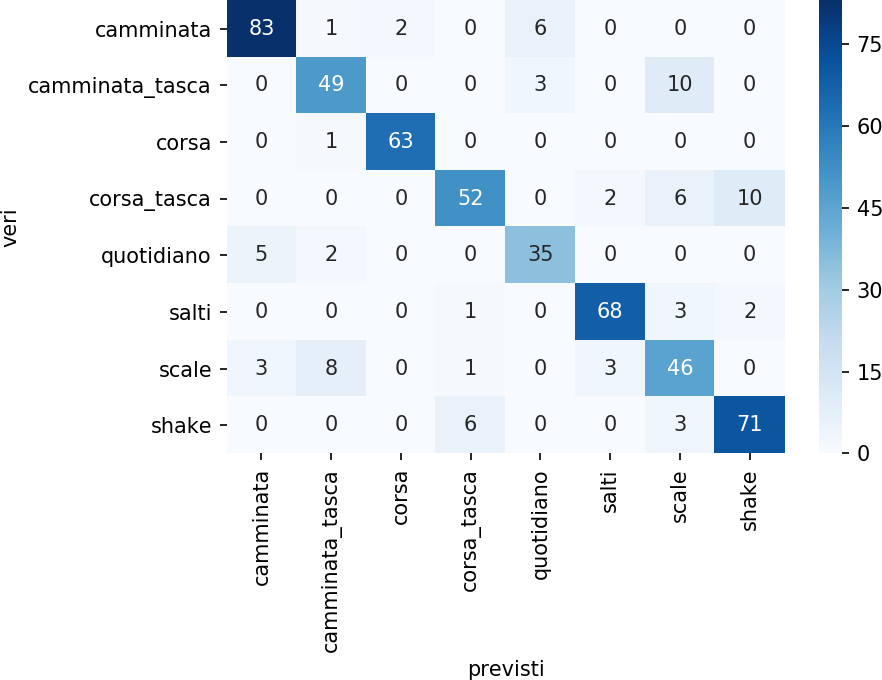 camminata 83 1 2 0 6 0 0 0
camminata_tasca 0 49 0 0 3 0 10 0
corsa 0 1 63 0 0 0 0 0
corsa_tasca 0 0 0 52 0 2 6 10
quotidiano 5 2 0 0 35 0 0 0
salti 0 0 0 1 0 68 3 2
scale 3 8 0 1 0 3 46 0
shake 0 0 0 6 0 0 3 71
veri
camminata
camminata_tasca
corsa
corsa_tasca
quotidiano
salti
scale
shake
previsti
75
60
45
30
15
0